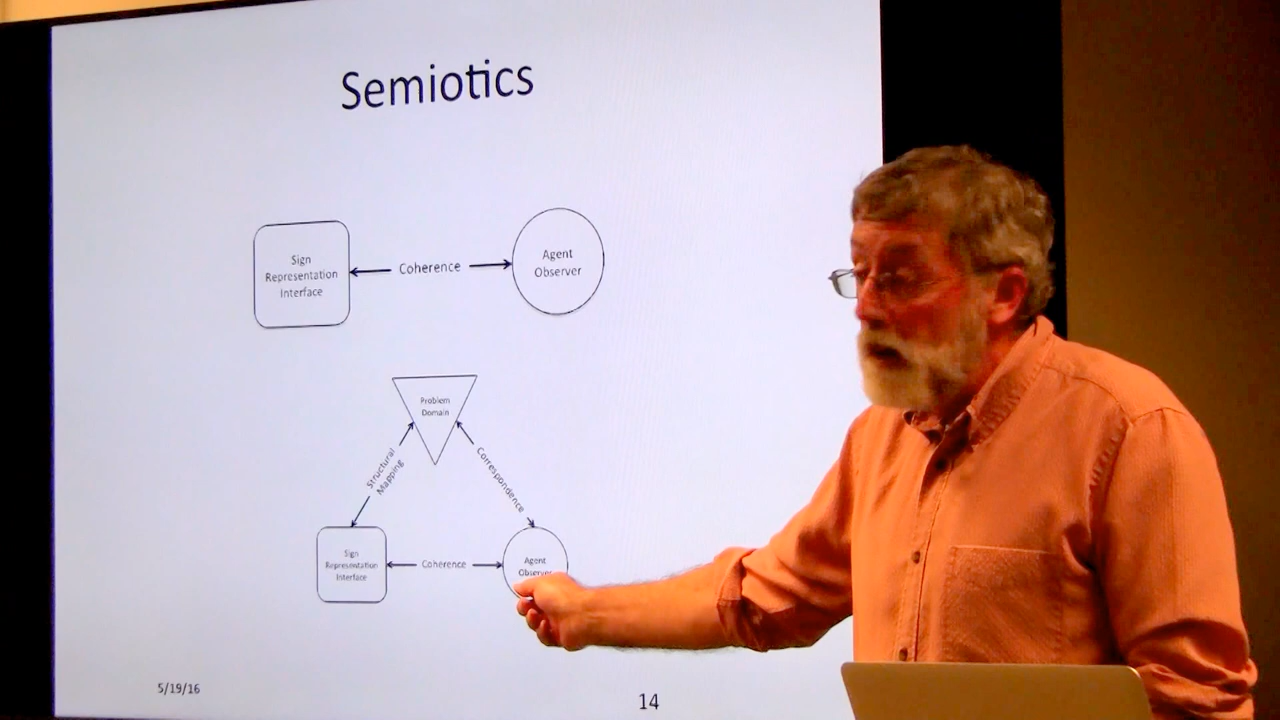 Semiotics
Sign
Representation
Interface
Coherence
Agent
Observer
Problem
Domain
Structural
Mapping
Correspondence
Sign
Representation
Interface
Coherence
Agent
Observer
5/19/16
14